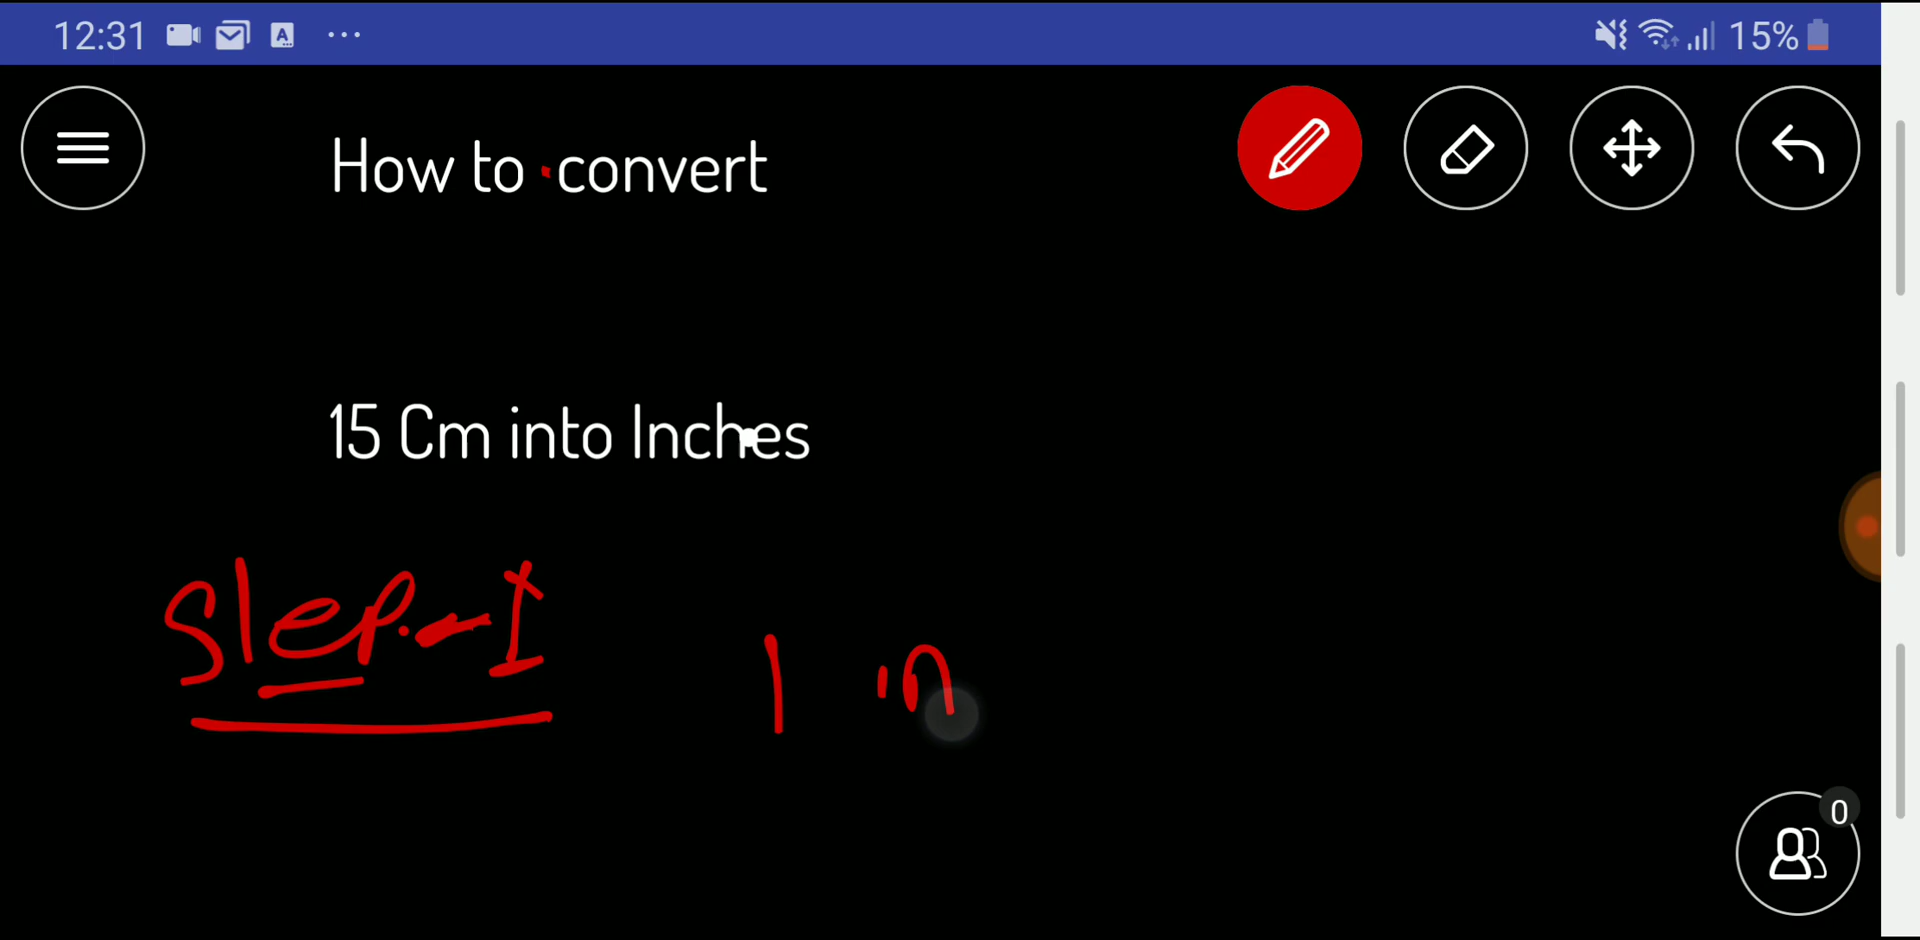 12:31 A ... 15%
How to convert
15 Cm into Inches
Step-I 1 in
0